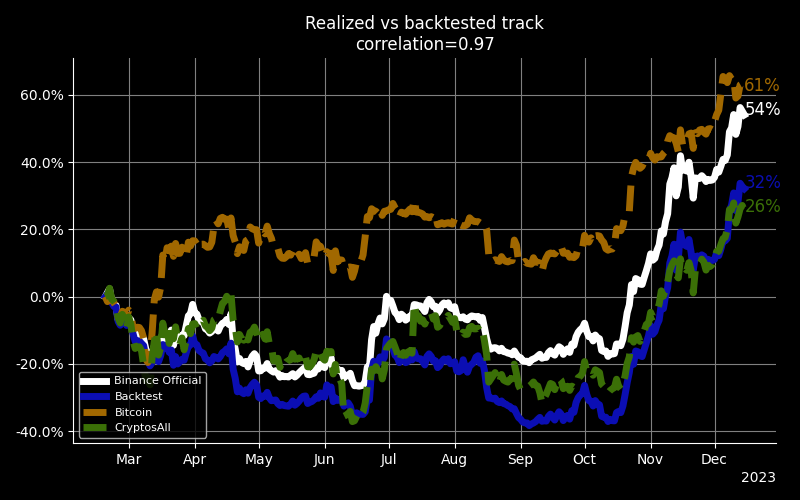 Realized vs backtested track
correlation=0.97
60.0%
40.0%
20.0%
0.0%
-20.0%
-40.0%
61%
54%
32%
26%
Binance Official
Backtest
Bitcoin
CryptosAll
Mar Apr May Jun Jul Aug Sep Oct Nov Dec
2023